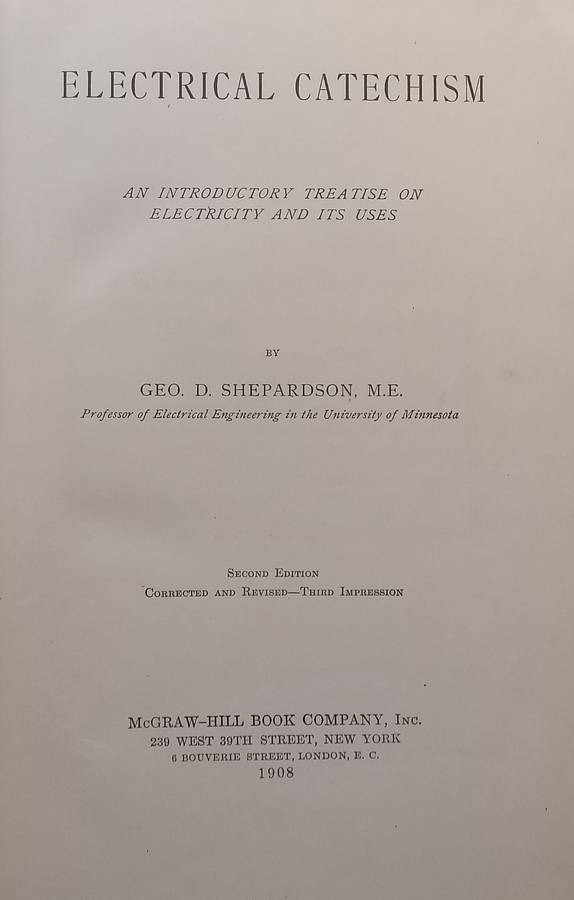 ELECTRICAL CATECHISM
AN INTRODUCTORY TREATISE ON
ELECTRICITY AND ITS USES
BY
GEO. D. SHEPARDSON, M.E.
Professor of Electrical Engineering in the University of Minnesota
SECOND EDITION
CORRECTED AND REVISED—THIRD IMPRESSION
McGRAW-HILL BOOK COMPANY, INC.
239 WEST 39TH STREET, NEW YORK
6 BOUVERIE STREET, LONDON, E. C.
1908